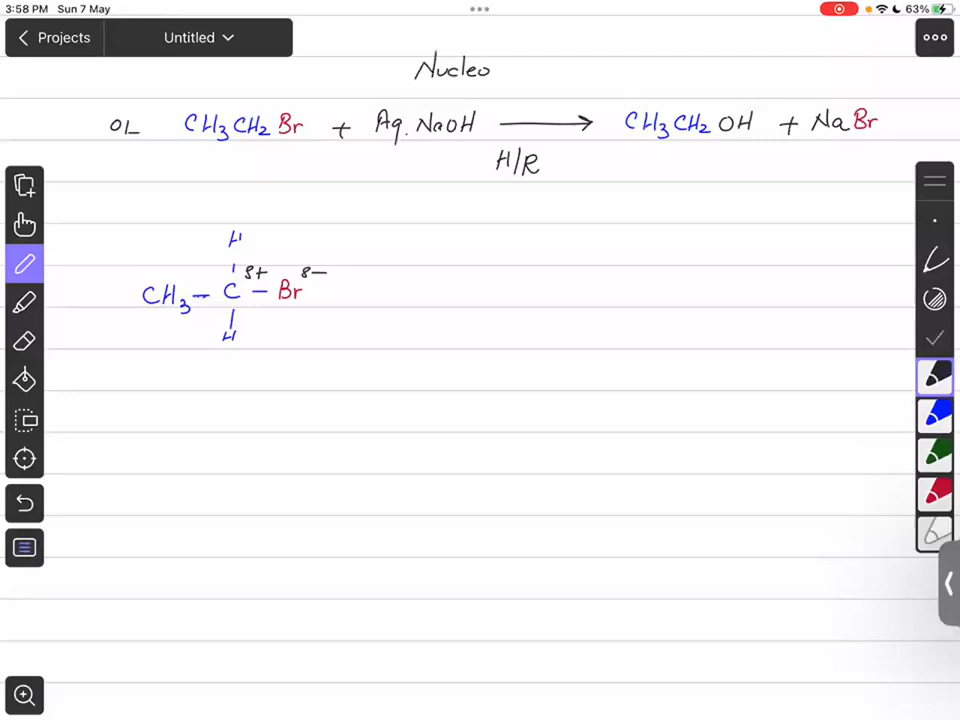 3:58 PM Sun 7 May
63%
Projects
Untitled
Nucleo
OL CH3CH2Br + Aq. NaOH ⟶ CH3CH2OH + NaBr
H/R
H
CH3 – C δ+ – Br δ–
H